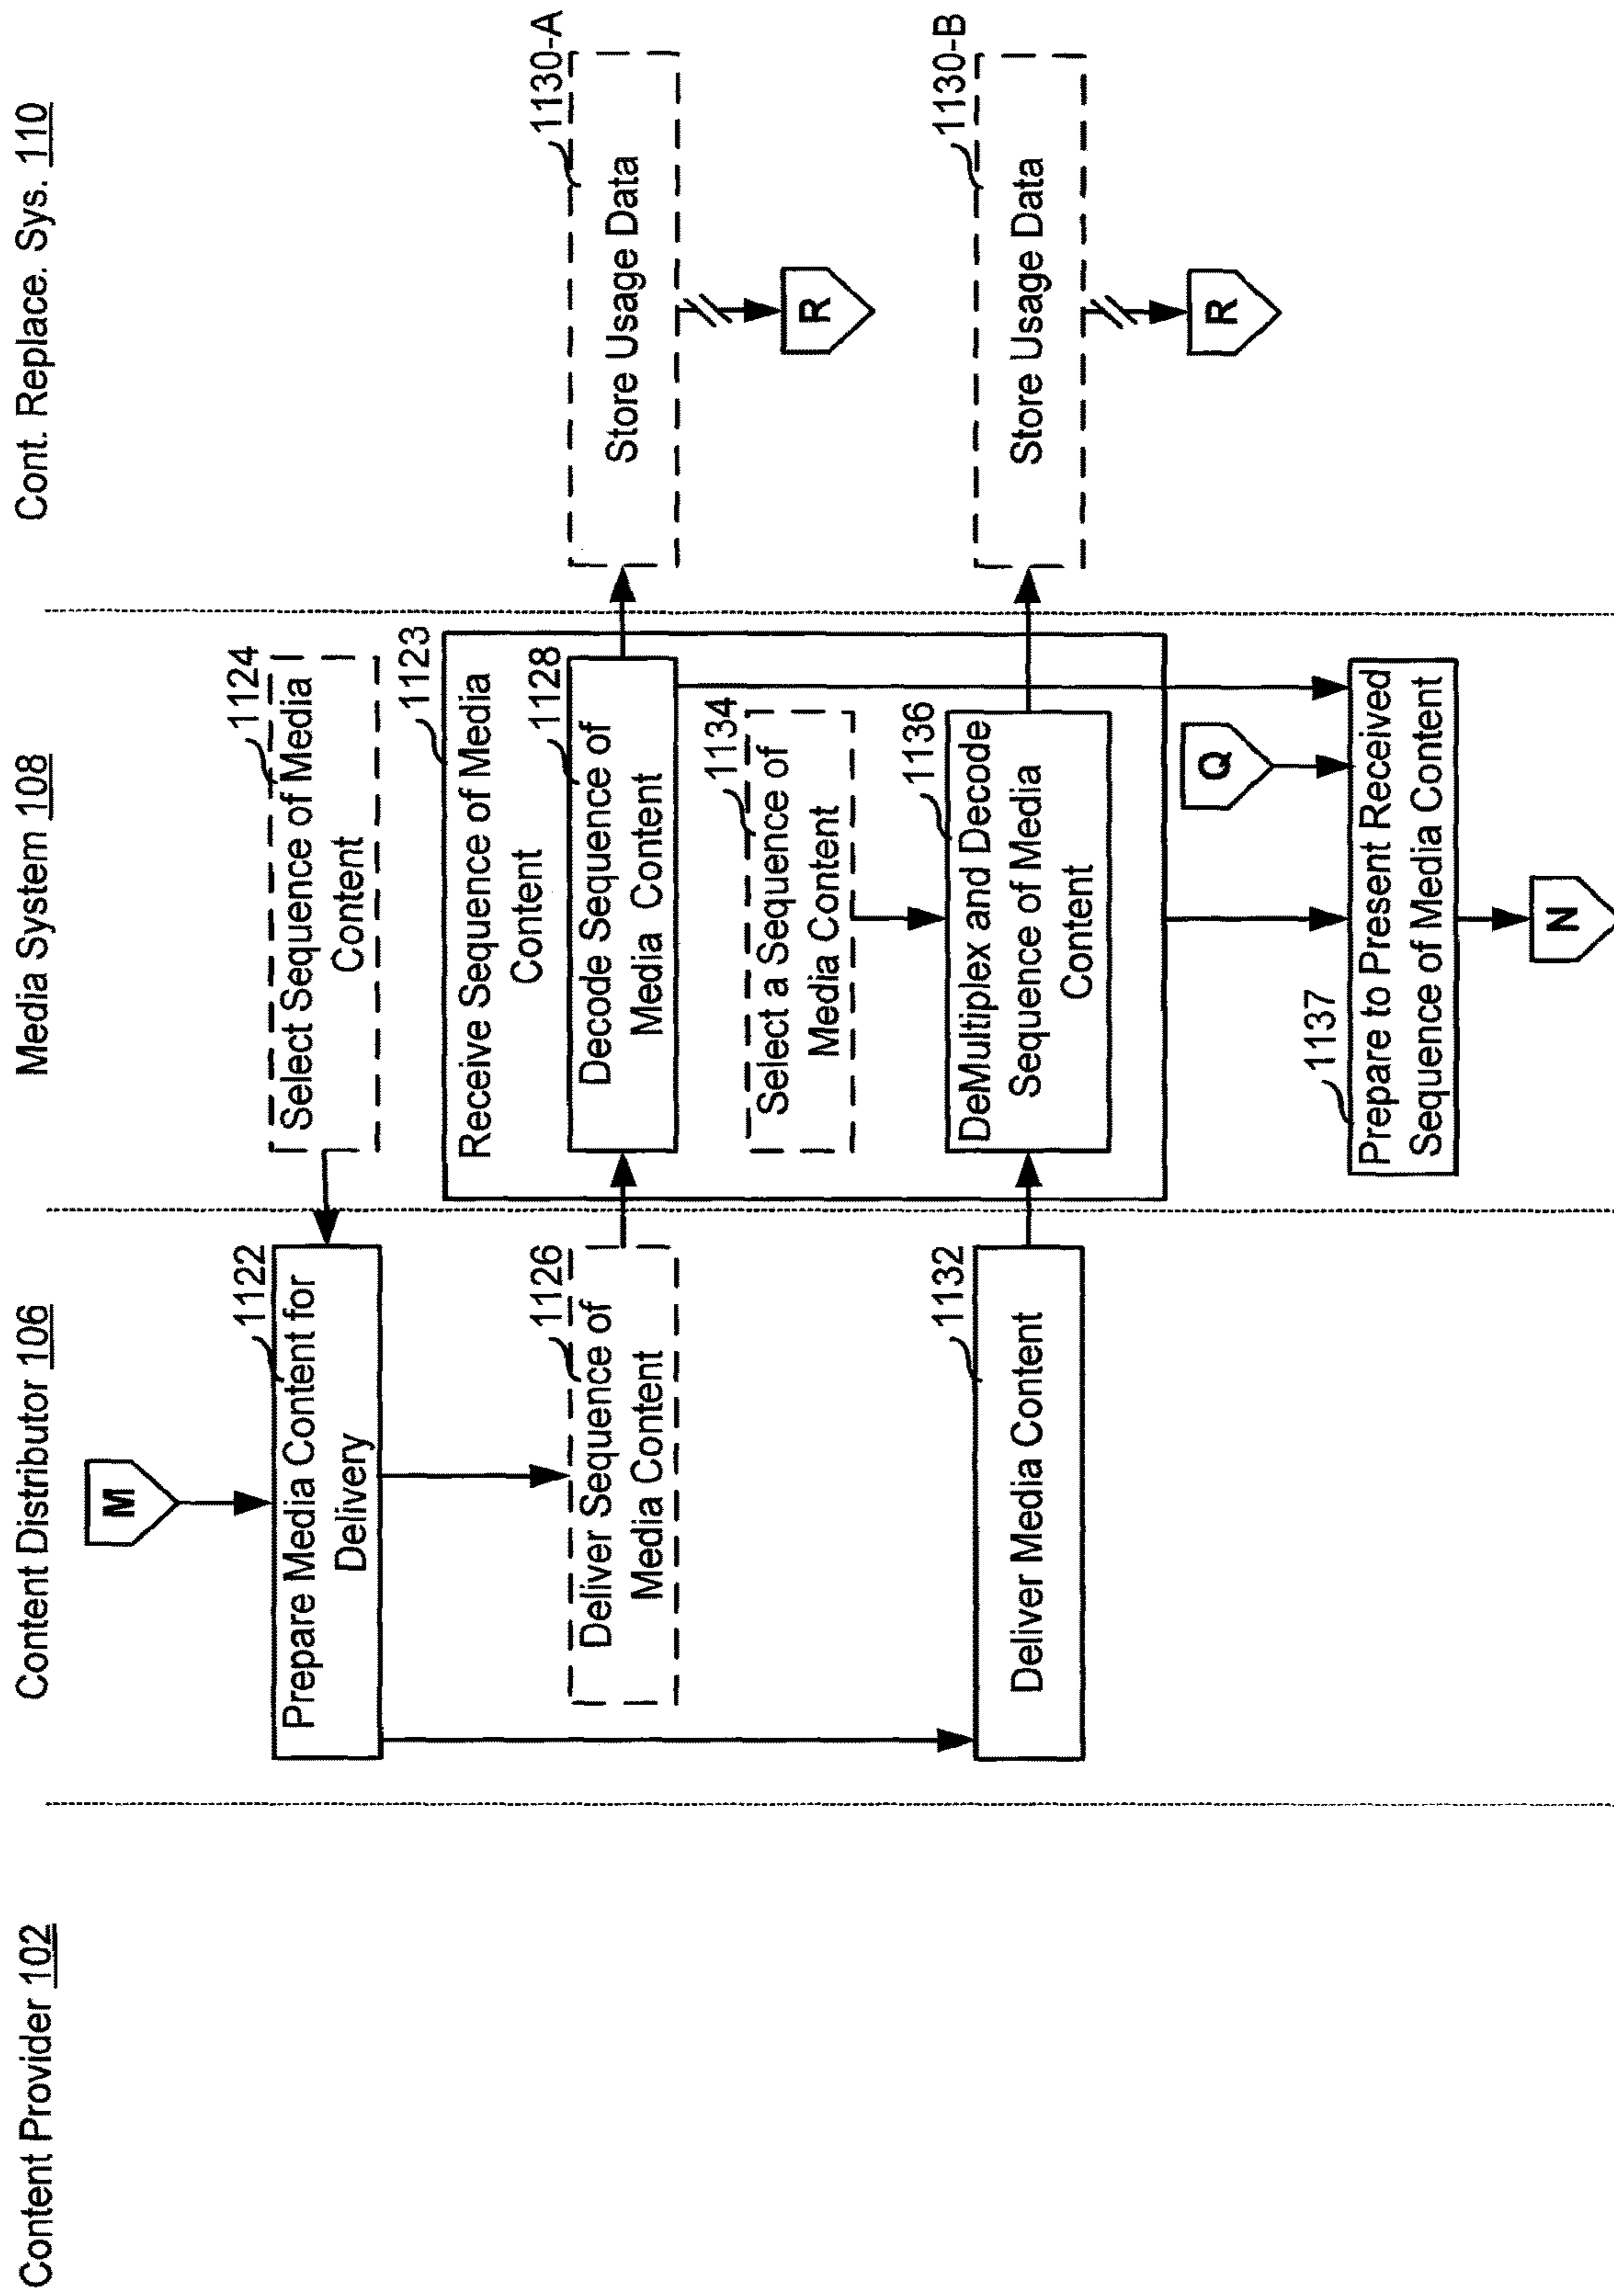 Content Provider 102
Content Distributor 106
Media System 108
Cont. Replace. Sys. 110
M
1122
Prepare Media Content for
Delivery
1124
Select Sequence of Media
Content
1123
Receive Sequence of Media
Content
1126
Deliver Sequence of
Media Content
1128
Decode Sequence of
Media Content
1130-A
Store Usage Data
R
1134
Select a Sequence of
Media Content
1132
Deliver Media Content
1136
DeMultiplex and Decode
Sequence of Media
Content
1130-B
Store Usage Data
R
Q
1137
Prepare to Present Received
Sequence of Media Content
N